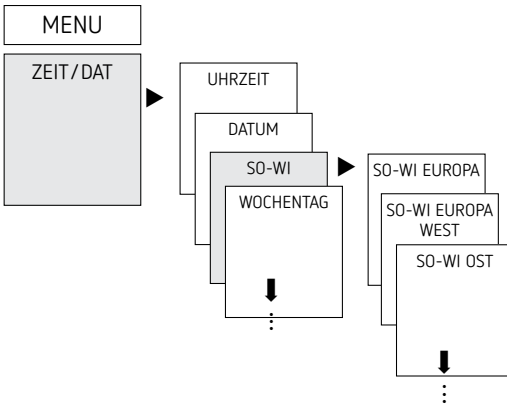 MENU
ZEIT/DAT
UHRZEIT
DATUM
SO-WI
WOCHENTAG
SO-WI EUROPA
SO-WI EUROPA
WEST
SO-WI OST